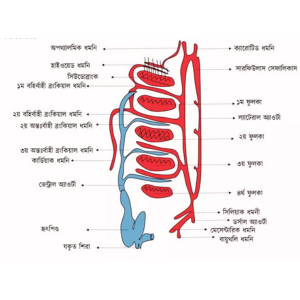 অপথ্যালমিক ধমনি
ক্যারোটিড ধমনি
হাইওয়েড ধমনি
সারফিউলাস সেফালিকাস
সিউডোব্রাংক
১ম বহির্বাহী ব্রাংকিয়াল ধমনি
১ম ফুলকা
২য় বহির্বাহী ব্রাংকিয়াল ধমনি
ল্যাটেরাল অ্যাওর্টা
২য় অন্তর্বাহী ব্রাংকিয়াল ধমনি
২য় ফুলকা
৩য় অন্তর্বাহী ব্রাংকিয়াল ধমনি
কার্ডিয়াক ধমনি
৩য় ফুলকা
ভেন্ট্রাল অ্যাওর্টা
৪র্থ ফুলকা
সিলিয়াক ধমনী
হৃৎপিণ্ড
ডর্সাল অ্যাওর্টা
মেসেন্টারিক ধমনি
যকৃত শিরা
বায়ুথলি ধমনি